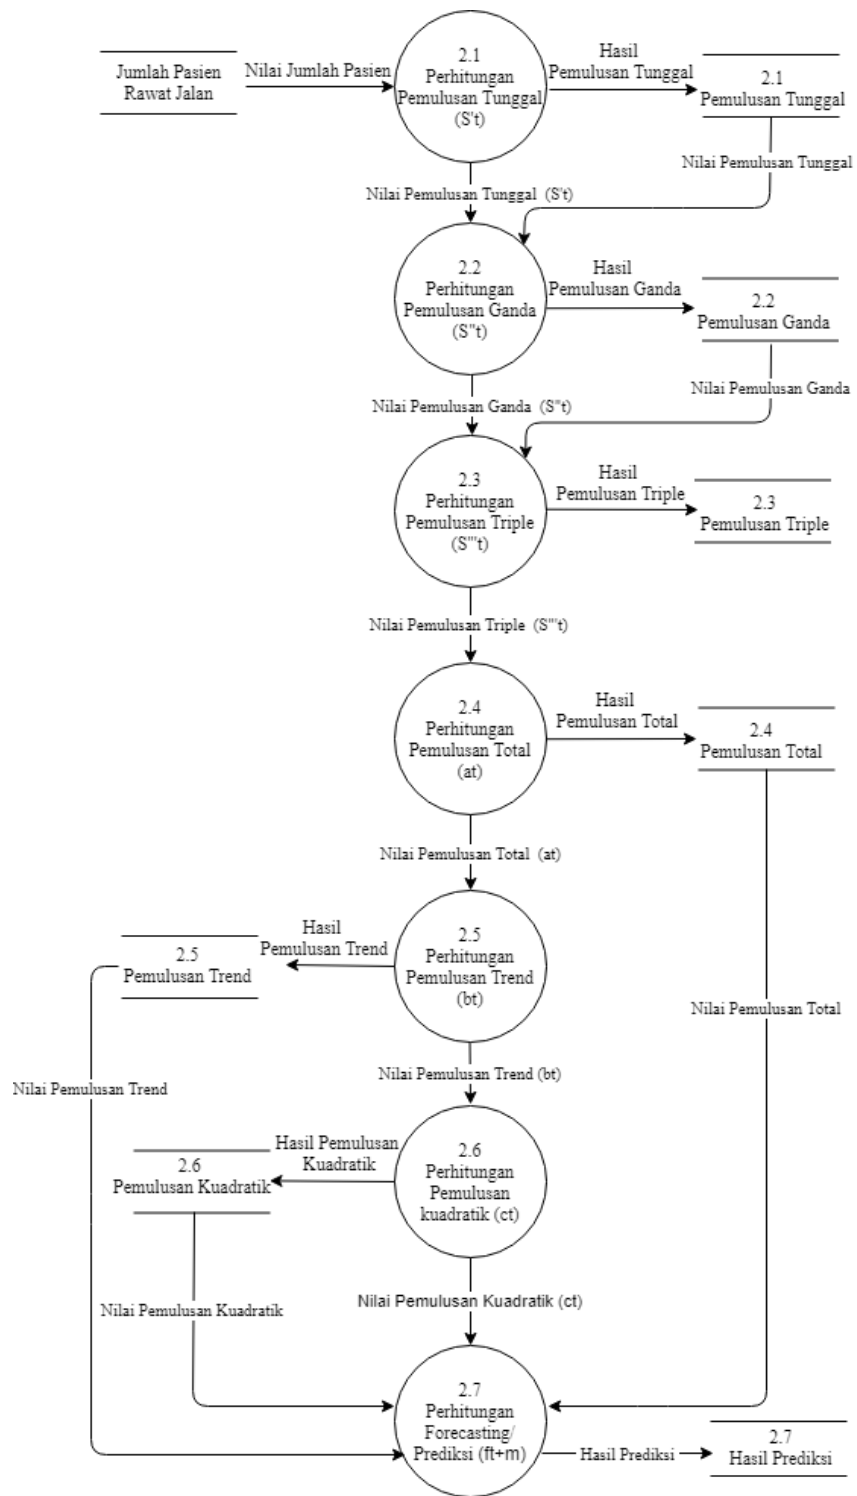 Jumlah Pasien
Rawat Jalan
Nilai Jumlah Pasien
2.1
Perhitungan
Pemulusan Tunggal
(S't)
Hasil
Pemulusan Tunggal
2.1
Pemulusan Tunggal
Nilai Pemulusan Tunggal
Nilai Pemulusan Tunggal (S't)
2.2
Perhitungan
Pemulusan Ganda
(S"t)
Hasil
Pemulusan Ganda
2.2
Pemulusan Ganda
Nilai Pemulusan Ganda
Nilai Pemulusan Ganda (S"t)
2.3
Perhitungan
Pemulusan Triple
(S'"t)
Hasil
Pemulusan Triple
2.3
Pemulusan Triple
Nilai Pemulusan Triple (S'"t)
2.4
Perhitungan
Pemulusan Total
(at)
Hasil
Pemulusan Total
2.4
Pemulusan Total
Nilai Pemulusan Total (at)
2.5
Perhitungan
Pemulusan Trend
(bt)
Hasil
Pemulusan Trend
2.5
Pemulusan Trend
Nilai Pemulusan Total
Nilai Pemulusan Trend (bt)
Nilai Pemulusan Trend
2.6
Perhitungan
Pemulusan
kuadratik (ct)
Hasil Pemulusan
Kuadratik
2.6
Pemulusan Kuadratik
Nilai Pemulusan Kuadratik (ct)
Nilai Pemulusan Kuadratik
2.7
Perhitungan
Forecasting/
Prediksi (ft+m)
Hasil Prediksi
2.7
Hasil Prediksi